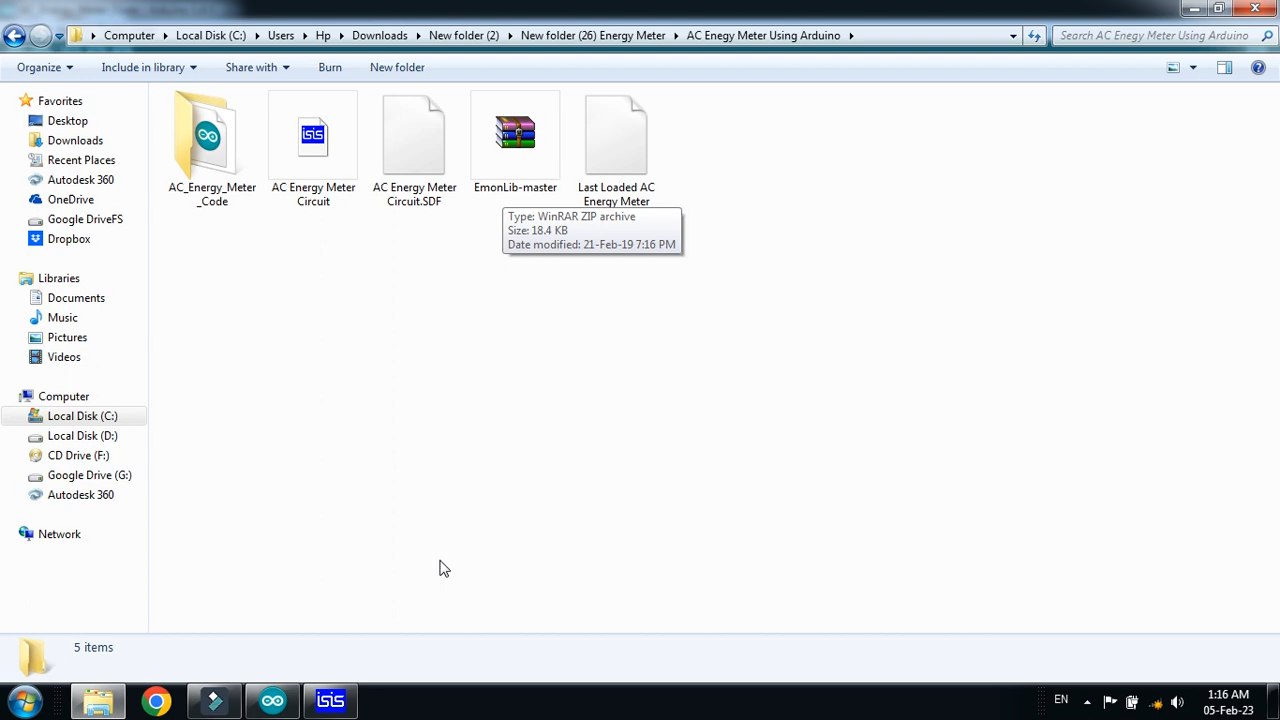 Computer
Local Disk (C:)
Users
Hp
Downloads
New folder (2)
New folder (26) Energy Meter
AC Enegy Meter Using Arduino
Search AC Enegy Meter Using Arduino
Organize
Include in library
Share with
Burn
New folder
Favorites
Desktop
Downloads
Recent Places
Autodesk 360
OneDrive
Google DriveFS
Dropbox
Libraries
Documents
Music
Pictures
Videos
Computer
Local Disk (C:)
Local Disk (D:)
CD Drive (F:)
Google Drive (G:)
Autodesk 360
Network
AC_Energy_Meter
_Code
isis
AC Energy Meter
Circuit
AC Energy Meter
Circuit.SDF
EmonLib-master
Last Loaded AC
Energy Meter
Type: WinRAR ZIP archive
Size: 18.4 KB
Date modified: 21-Feb-19 7:16 PM
5 items
isis
EN
1:16 AM
05-Feb-23